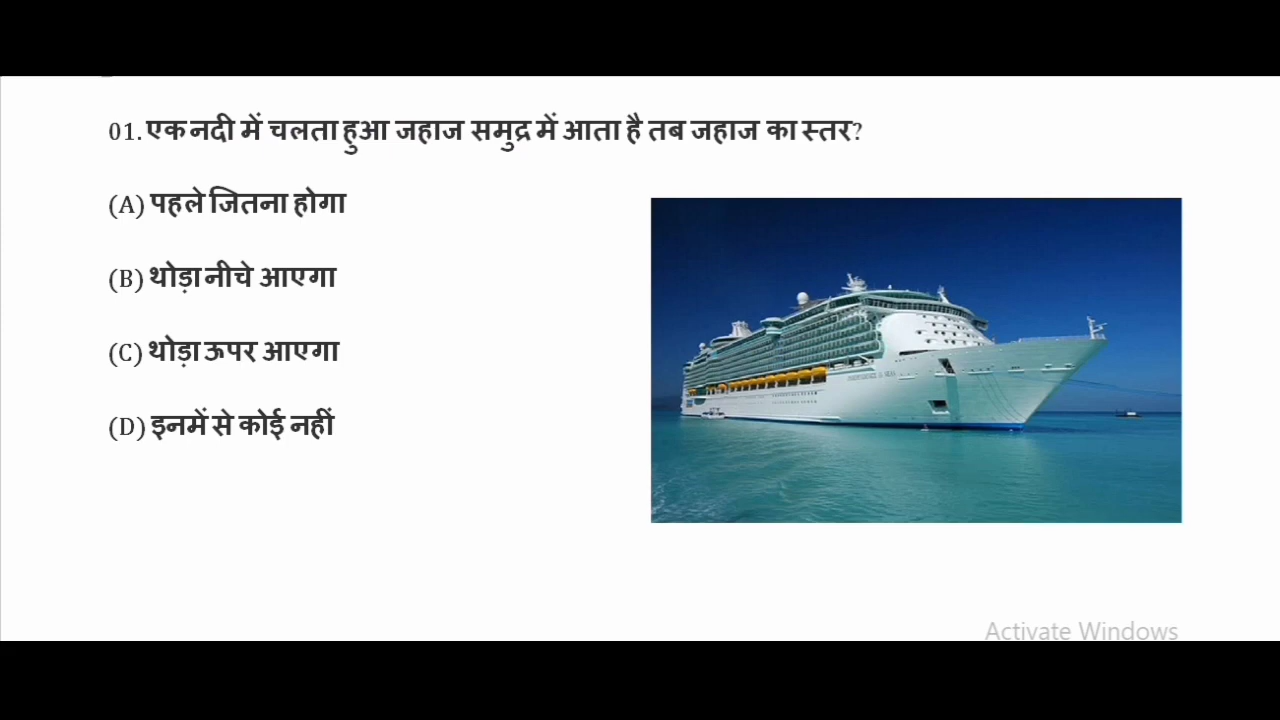 01. एक नदी में चलता हुआ जहाज समुद्र में आता है तब जहाज का स्तर?
(A) पहले जितना होगा
(B) थोड़ा नीचे आएगा
(C) थोड़ा ऊपर आएगा
(D) इनमें से कोई नहीं
Activate Windows